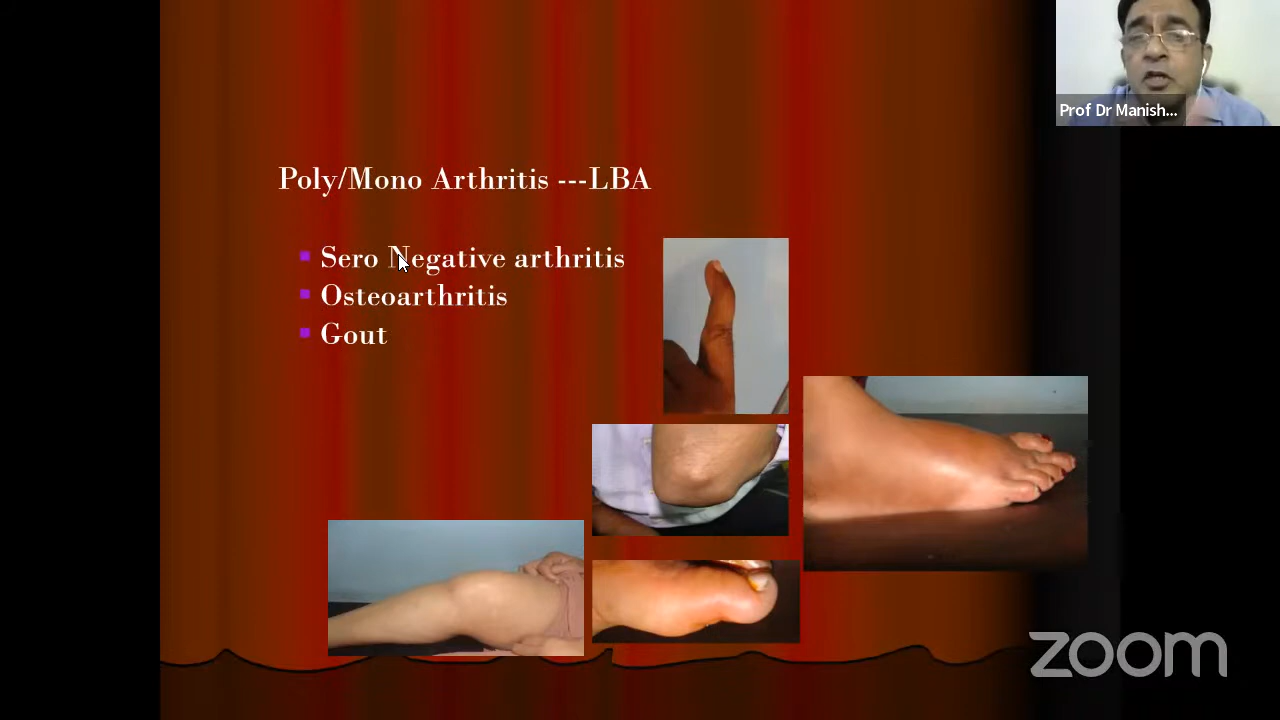 Prof Dr Manish...
Poly/Mono Arthritis ---LBA
Sero Negative arthritis
Osteoarthritis
Gout
zoom